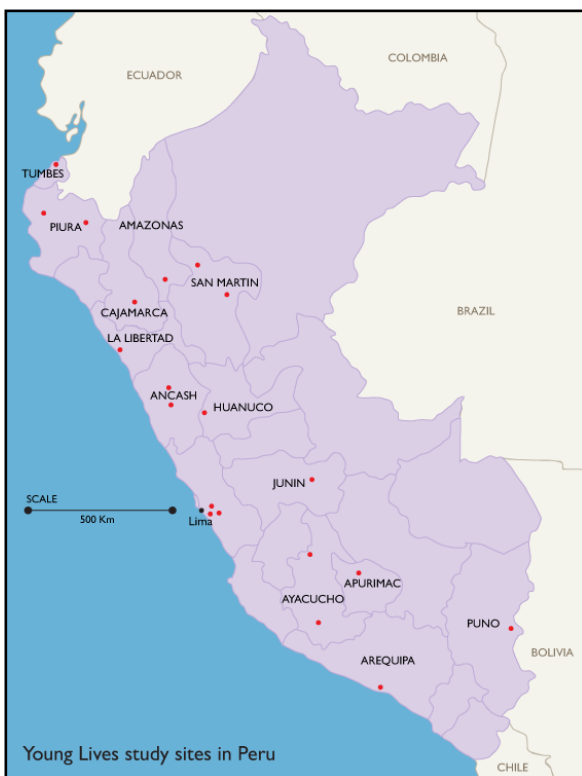 COLOMBIA
ECUADOR
TUMBES
PIURA
AMAZONAS
SAN MARTIN
CAJAMARCA
BRAZIL
LA LIBERTAD
ANCASH
HUANUCO
JUNIN
SCALE
500 Km
Lima
APURIMAC
AYACUCHO
PUNO
BOLIVIA
AREQUIPA
Young Lives study sites in Peru
CHILE